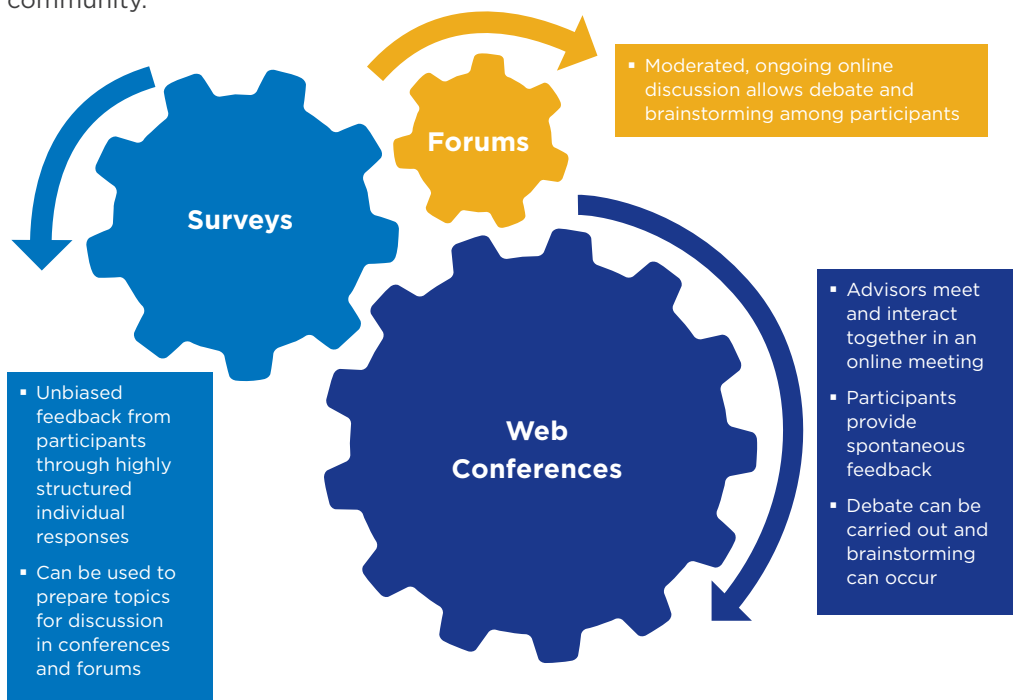 community.
Forums
▪ Moderated, ongoing online
discussion allows debate and
brainstorming among participants
Surveys
▪ Advisors meet
and interact
together in an
online meeting
▪ Participants
provide
spontaneous
feedback
▪ Debate can be
carried out and
brainstorming
can occur
▪ Unbiased
feedback from
participants
through highly
structured
individual
responses
▪ Can be used to
prepare topics
for discussion
in conferences
and forums
Web
Conferences